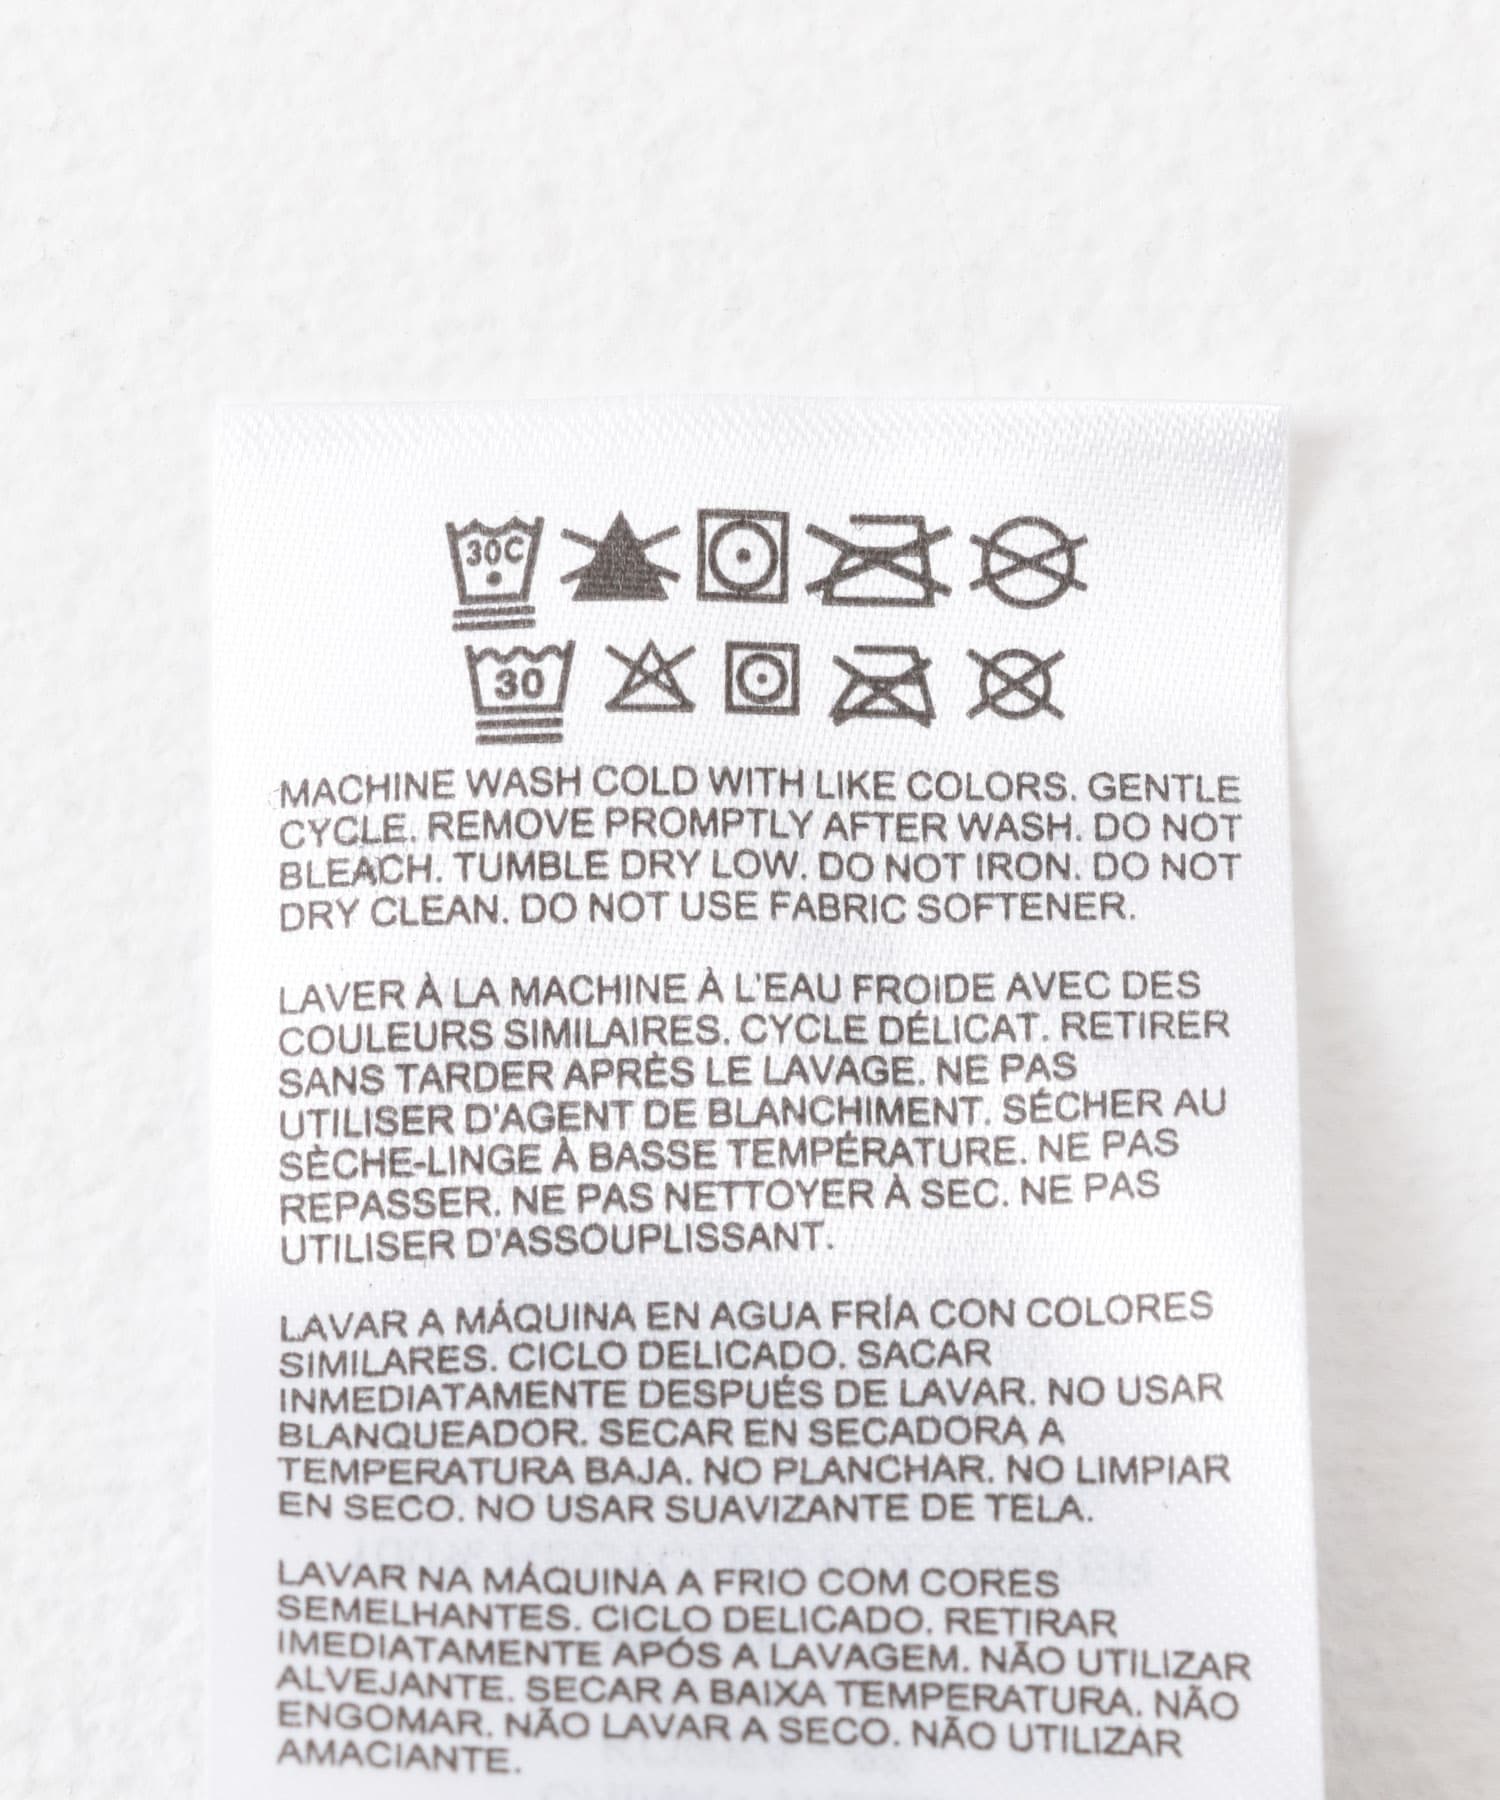 30C
30
MACHINE WASH COLD WITH LIKE COLORS. GENTLE
CYCLE. REMOVE PROMPTLY AFTER WASH. DO NOT
BLEACH. TUMBLE DRY LOW. DO NOT IRON. DO NOT
DRY CLEAN. DO NOT USE FABRIC SOFTENER.
LAVER À LA MACHINE À L'EAU FROIDE AVEC DES
COULEURS SIMILAIRES. CYCLE DÉLICAT. RETIRER
SANS TARDER APRÈS LE LAVAGE. NE PAS
UTILISER D'AGENT DE BLANCHIMENT. SÉCHER AU
SÈCHE-LINGE À BASSE TEMPÉRATURE. NE PAS
REPASSER. NE PAS NETTOYER À SEC. NE PAS
UTILISER D'ASSOUPLISSANT.
LAVAR A MÁQUINA EN AGUA FRÍA CON COLORES
SIMILARES. CICLO DELICADO. SACAR
INMEDIATAMENTE DESPUÉS DE LAVAR. NO USAR
BLANQUEADOR. SECAR EN SECADORA A
TEMPERATURA BAJA. NO PLANCHAR. NO LIMPIAR
EN SECO. NO USAR SUAVIZANTE DE TELA.
LAVAR NA MÁQUINA A FRIO COM CORES
SEMELHANTES. CICLO DELICADO. RETIRAR
IMEDIATAMENTE APÓS A LAVAGEM. NÃO UTILIZAR
ALVEJANTE. SECAR A BAIXA TEMPERATURA. NÃO
ENGOMAR. NÃO LAVAR A SECO. NÃO UTILIZAR
AMACIANTE.